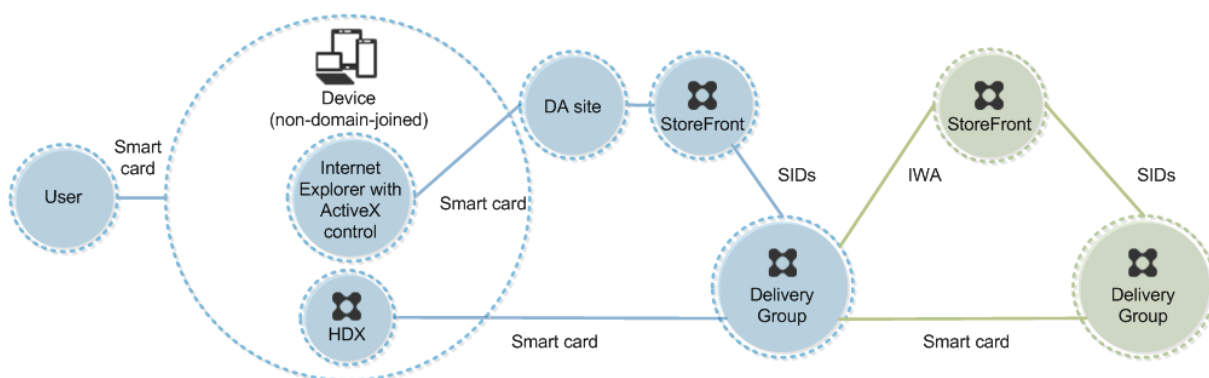 User
Smart
card
Device
(non-domain-joined)
Internet
Explorer with
ActiveX
control
HDX
Smart card
DA site
StoreFront
SIDs
Delivery
Group
Smart card
IWA
StoreFront
SIDs
Delivery
Group
Smart card